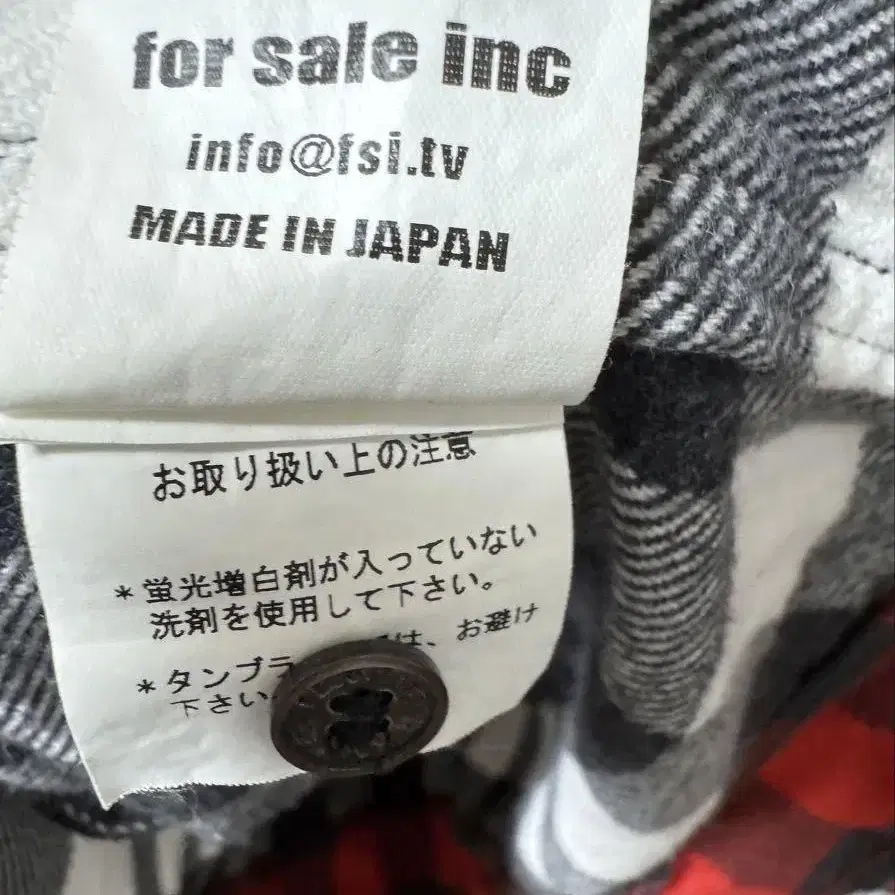 for sale inc
info@fsi.tv
MADE IN JAPAN
お取り扱い上の注意
*蛍光増白剤が入っていない
洗剤を使用して下さい。
*タンブラ は、お避け
下さい